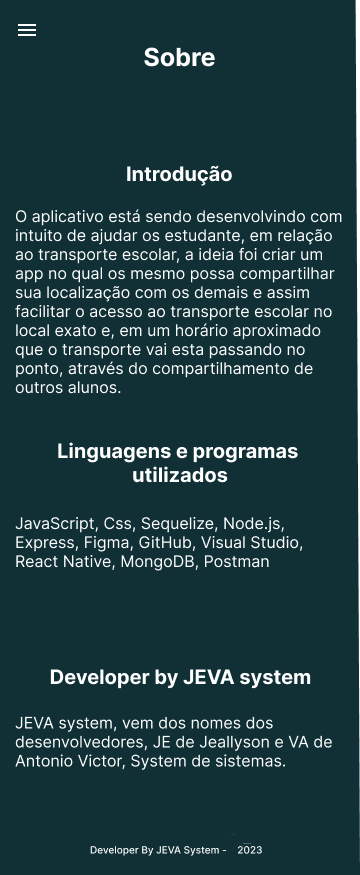 Sobre
Introdução
O aplicativo está sendo desenvolvindo com
intuito de ajudar os estudante, em relação
ao transporte escolar, a ideia foi criar um
app no qual os mesmo possa compartilhar
sua localização com os demais e assim
facilitar o acesso ao transporte escolar no
local exato e, em um horário aproximado
que o transporte vai esta passando no
ponto, através do compartilhamento de
outros alunos.
Linguagens e programas
utilizados
JavaScript, Css, Sequelize, Node.js,
Express, Figma, GitHub, Visual Studio,
React Native, MongoDB, Postman
Developer by JEVA system
JEVA system, vem dos nomes dos
desenvolvedores, JE de Jeallyson e VA de
Antonio Victor, System de sistemas.
Developer By JEVA System - 2023